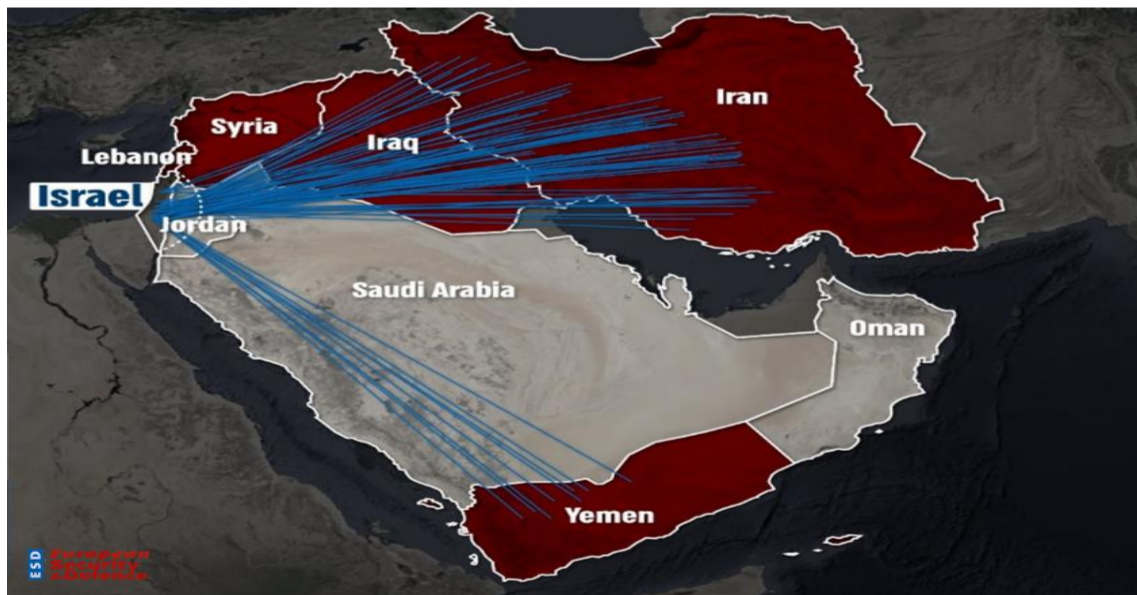 Iran
Syria
Iraq
Lebanon
Israel
Jordan
Saudi Arabia
Oman
Yemen
ESD
European
Security
&Defence